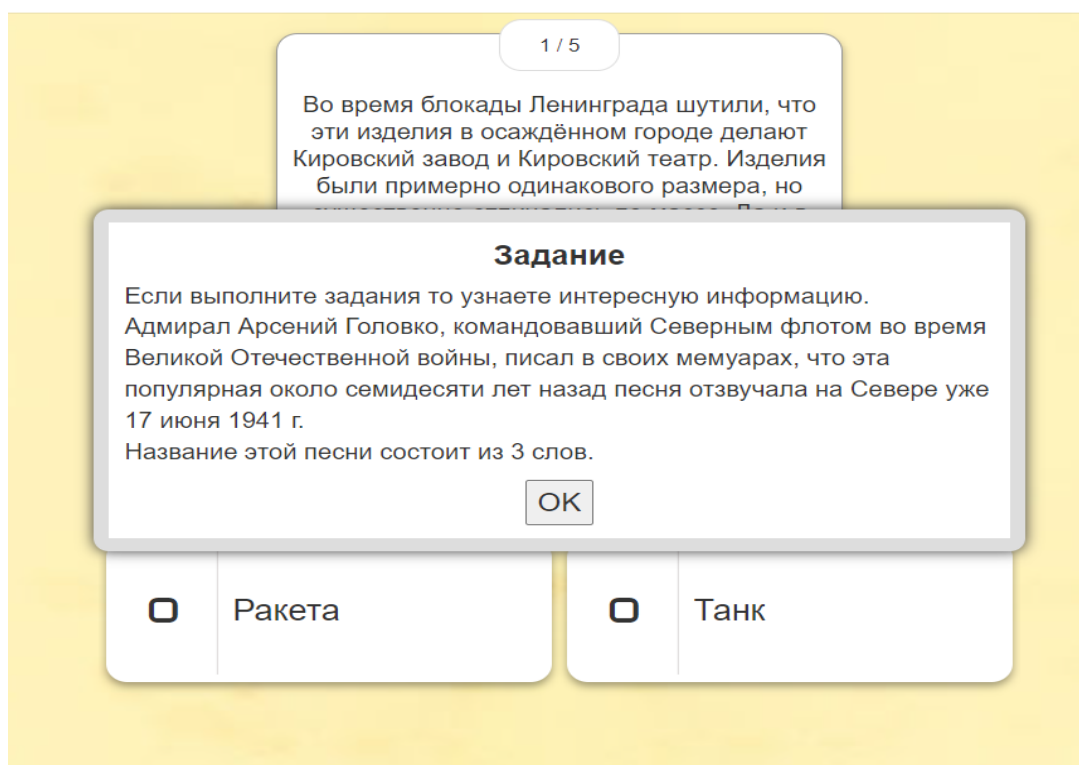 1 / 5
Во время блокады Ленинграда шутили, что
эти изделия в осаждённом городе делают
Кировский завод и Кировский театр. Изделия
были примерно одинакового размера, но
Задание
Если выполните задания то узнаете интересную информацию.
Адмирал Арсений Головко, командовавший Северным флотом во время
Великой Отечественной войны, писал в своих мемуарах, что эта
популярная около семидесяти лет назад песня отзвучала на Севере уже
17 июня 1941 г.
Название этой песни состоит из 3 слов.
OK
Ракета
Танк